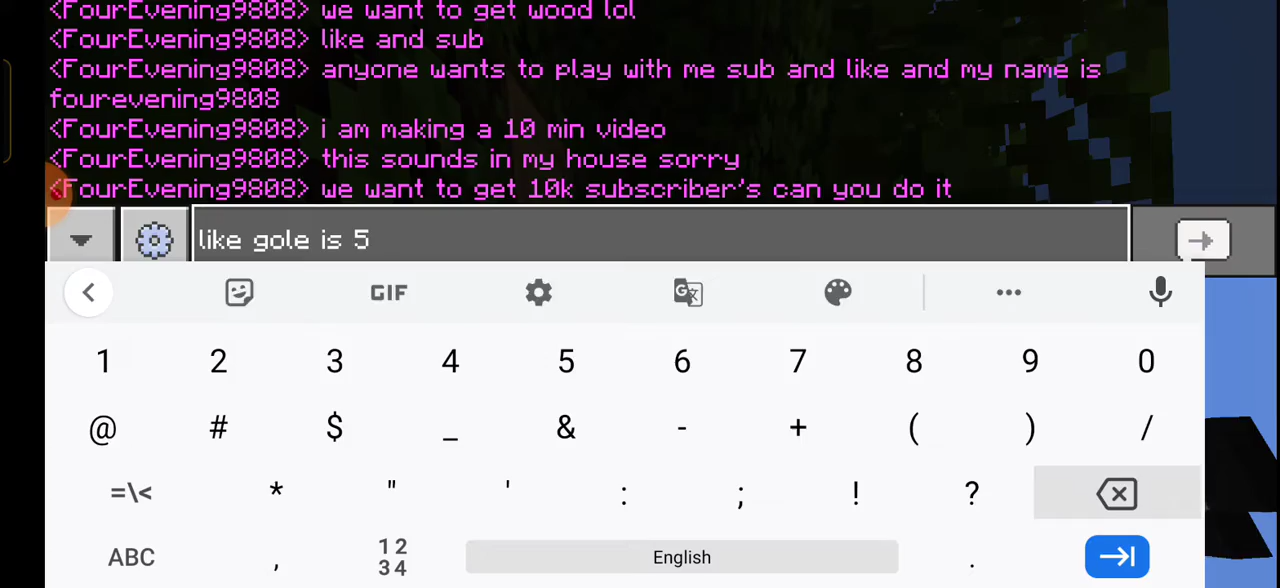 <FourEvening9808> we want to get wood lol
<FourEvening9808> like and sub
<FourEvening9808> anyone wants to play with me sub and like and my name is
fourevening9808
<FourEvening9808> i am making a 10 min video
<FourEvening9808> this sounds in my house sorry
<FourEvening9808> we want to get 10k subscriber's can you do it
like gole is 5
GIF
1 2 3 4 5 6 7 8 9 0
@ # $ _ & - + ( ) /
=\< * " ' : ; ! ?
ABC , 12 34 English .